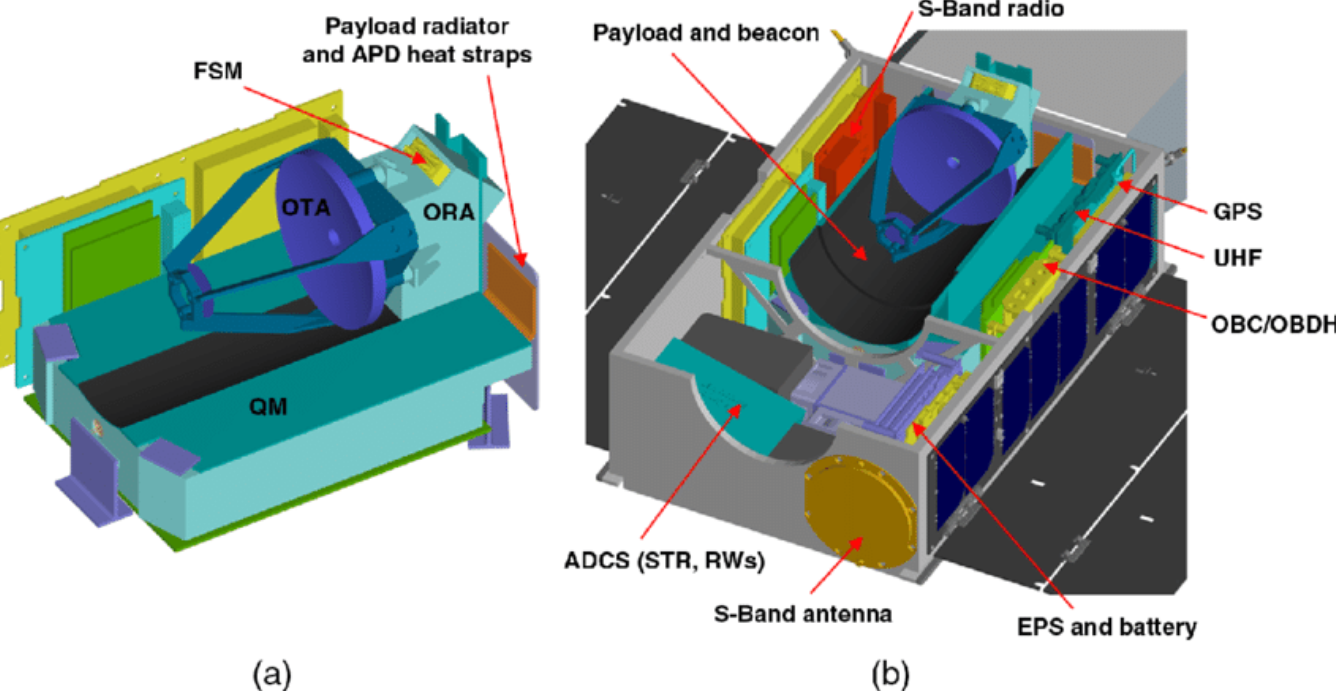 Payload radiator
and APD heat straps
FSM
OTA
ORA
QM
(a)
S-Band radio
Payload and beacon
GPS
UHF
OBC/OBDH
ADCS (STR, RWs)
S-Band antenna
EPS and battery
(b)